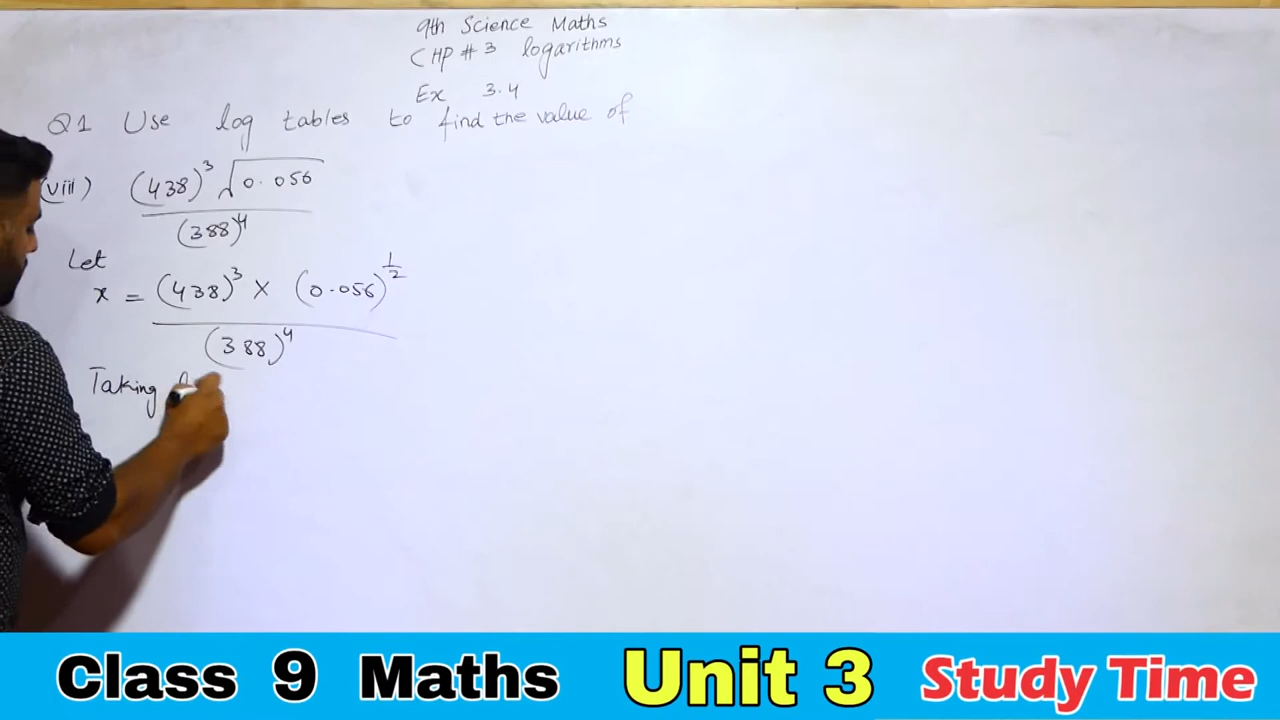 9th Science Maths
CHP # 3 logarithms
Ex 3.4
Q1 Use log tables to find the value of
(viii) (438)³ √0.056
(388)⁴
Let
x = (438)³ × (0.056)^½
(388)⁴
Taking
Class 9 Maths Unit 3 Study Time